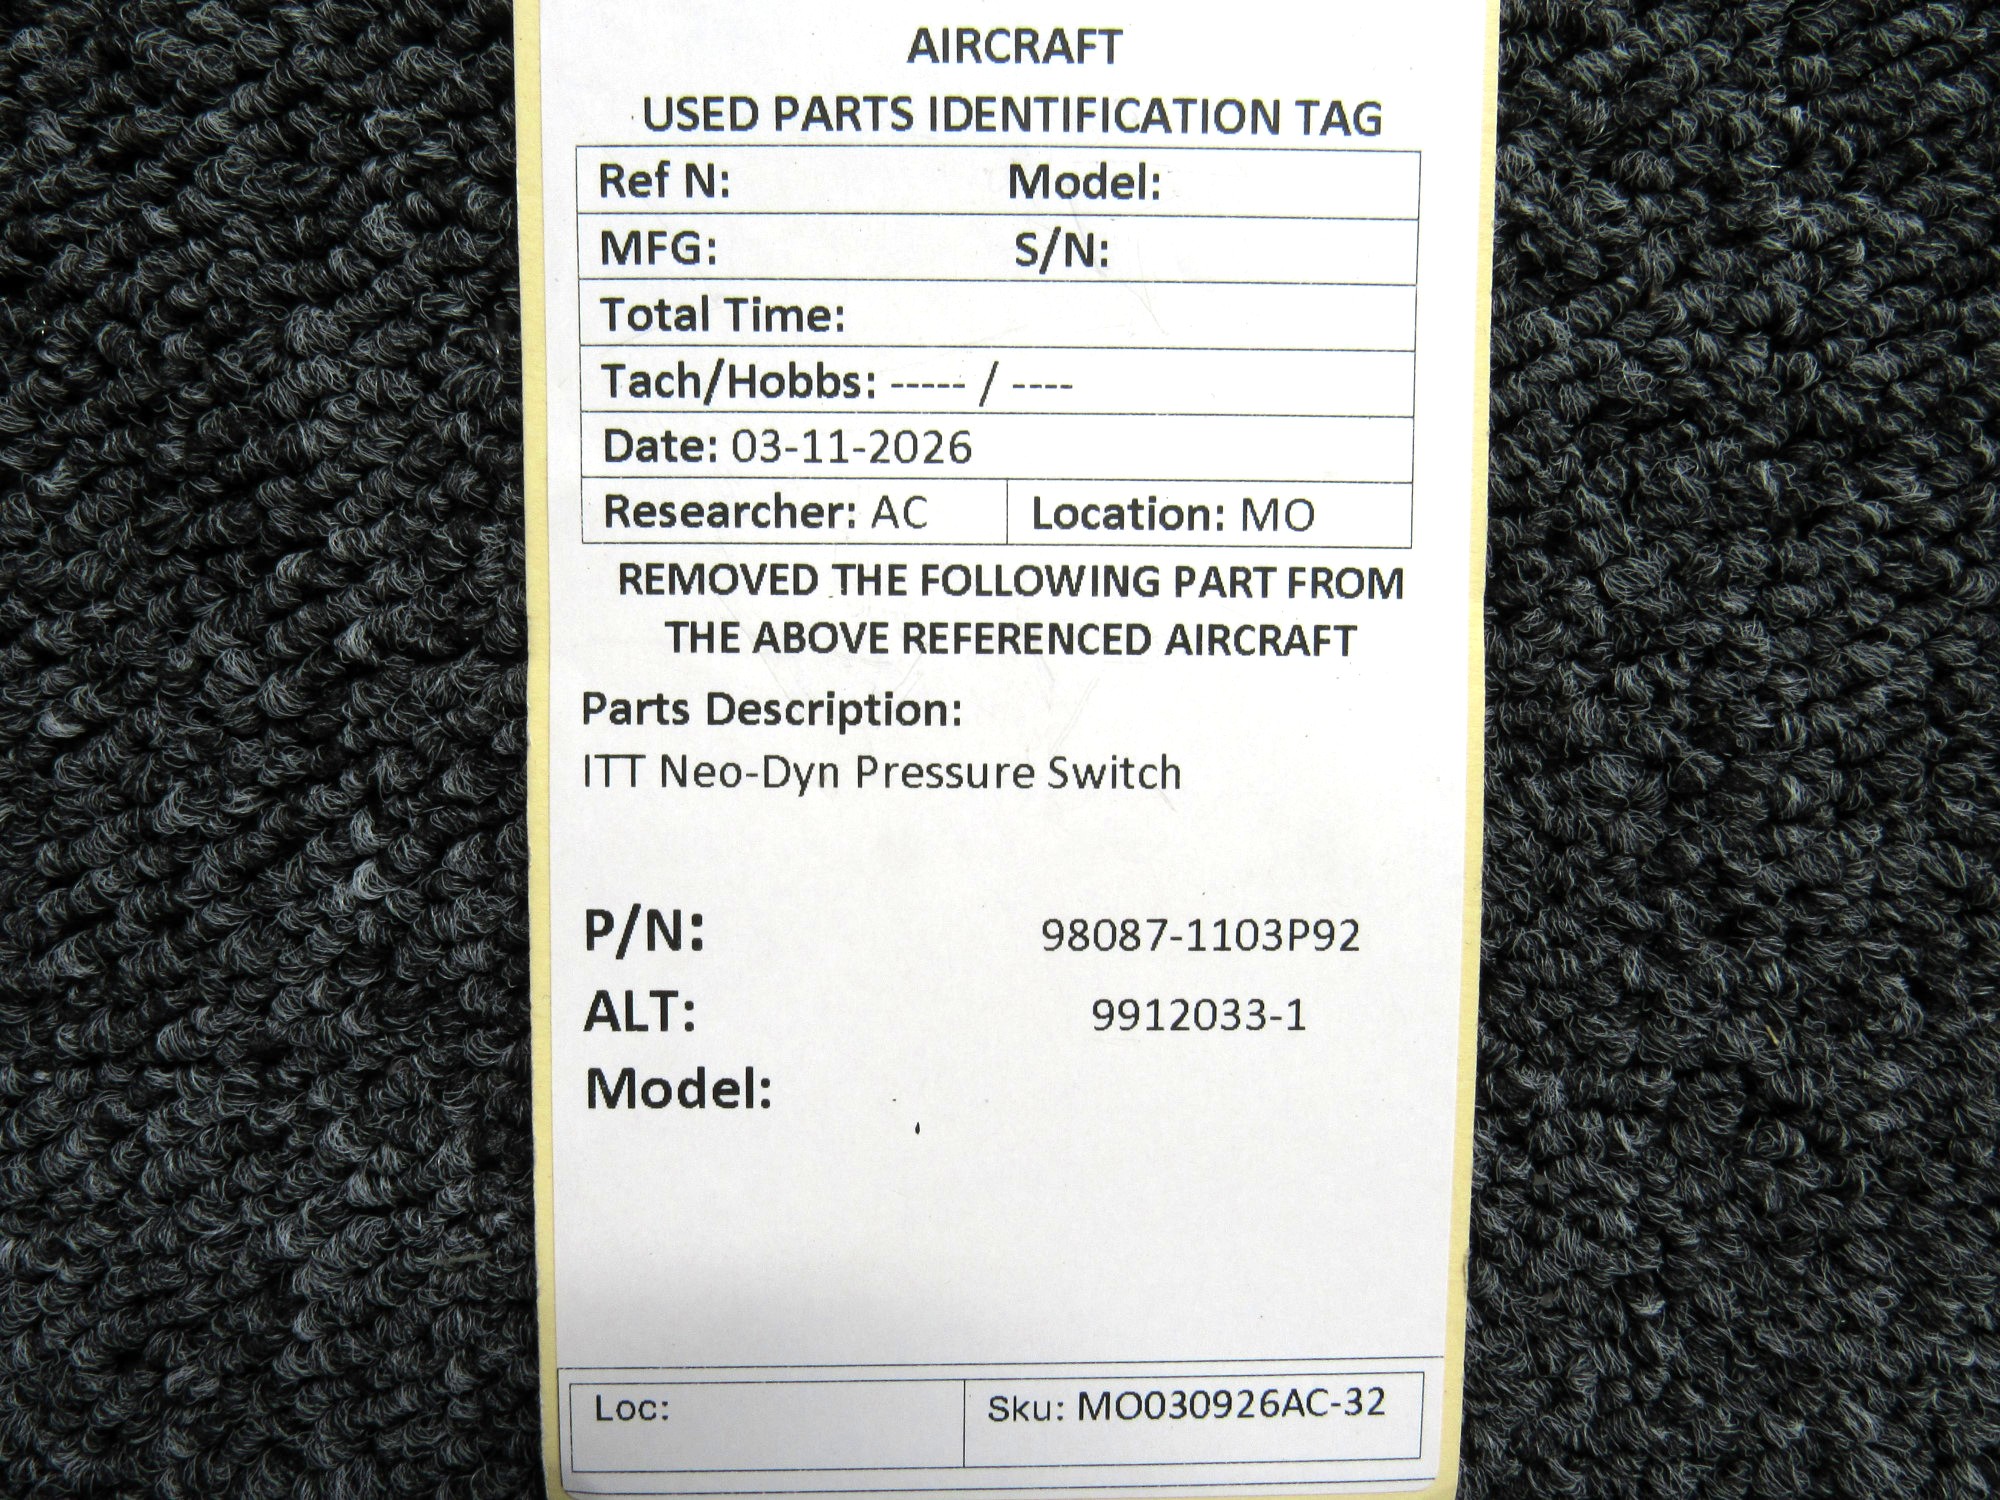 AIRCRAFT
USED PARTS IDENTIFICATION TAG
Ref N: Model:
MFG: S/N:
Total Time:
Tach/Hobbs: ----- / ----
Date: 03-11-2026
Researcher: AC Location: MO
REMOVED THE FOLLOWING PART FROM
THE ABOVE REFERENCED AIRCRAFT
Parts Description:
ITT Neo-Dyn Pressure Switch
P/N: 98087-1103P92
ALT: 9912033-1
Model:
Loc: Sku: MO030926AC-32